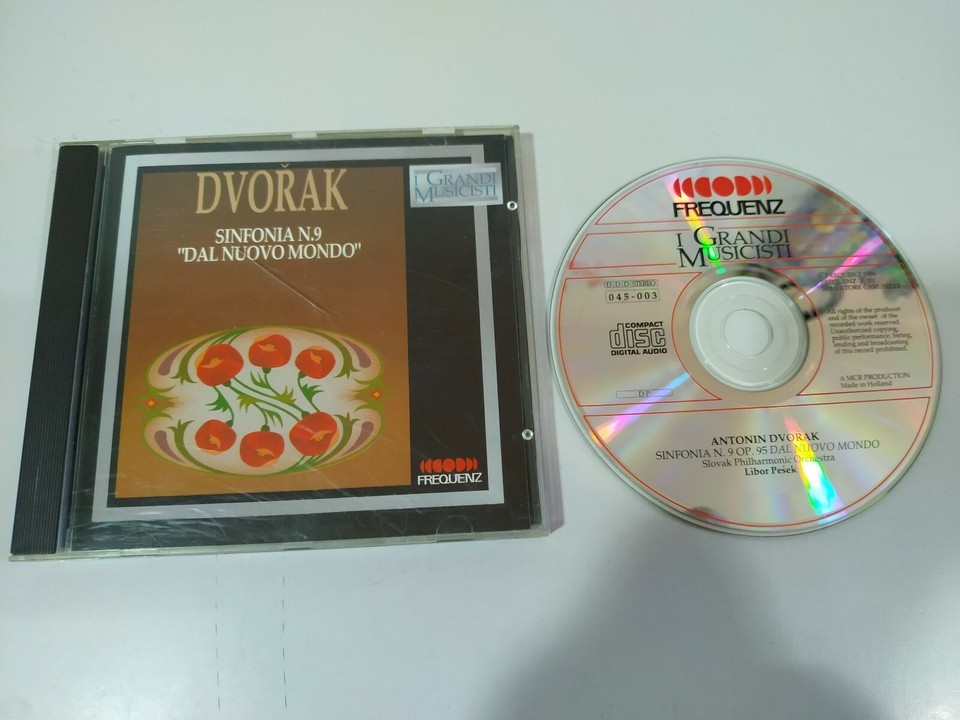 DVOŘAK
I GRANDI
MUSICISTI
SINFONIA N.9
"DAL NUOVO MONDO"
FREQUENZ
FREQUENZ
I GRANDI
MUSICISTI
D D D STEREO
045-003
COMPACT
disc
DIGITAL AUDIO
All rights of the producer
and of the owner of the
recorded work reserved.
Unauthorized copying,
public performance, hiring,
lending and broadcasting
of this record prohibited.
A MCR PRODUCTION
Made in Holland
D P
ANTONIN DVORAK
SINFONIA N. 9 OP. 95 DAL NUOVO MONDO
Slovak Philharmonic Orchestra
Libor Pešek